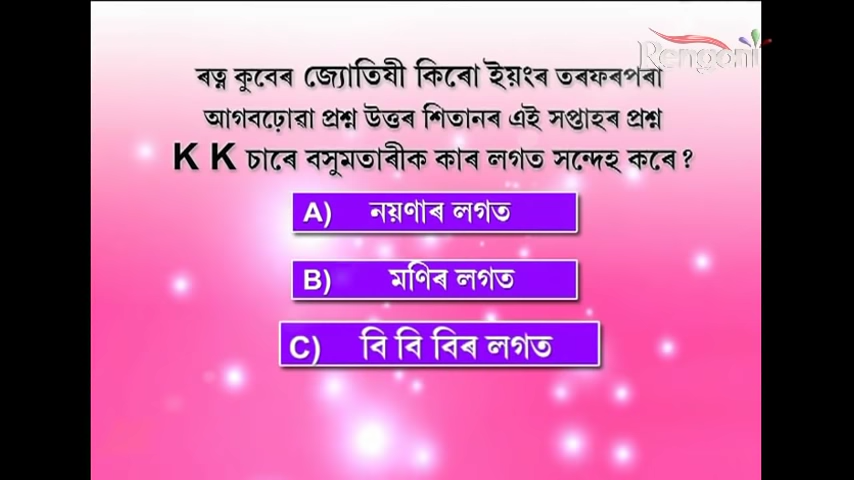 Rengoni
ৰত্ন কুবেৰ জ্যোতিষী কিৰো ইয়ংৰ তৰফৰপৰা
আগবঢ়োৱা প্ৰশ্ন উত্তৰ শিতানৰ এই সপ্তাহৰ প্ৰশ্ন
K K চাৰে বসুমতাৰীক কাৰ লগত সন্দেহ কৰে ?
A) নয়ণাৰ লগত
B) মণিৰ লগত
C) বি বি বিৰ লগত